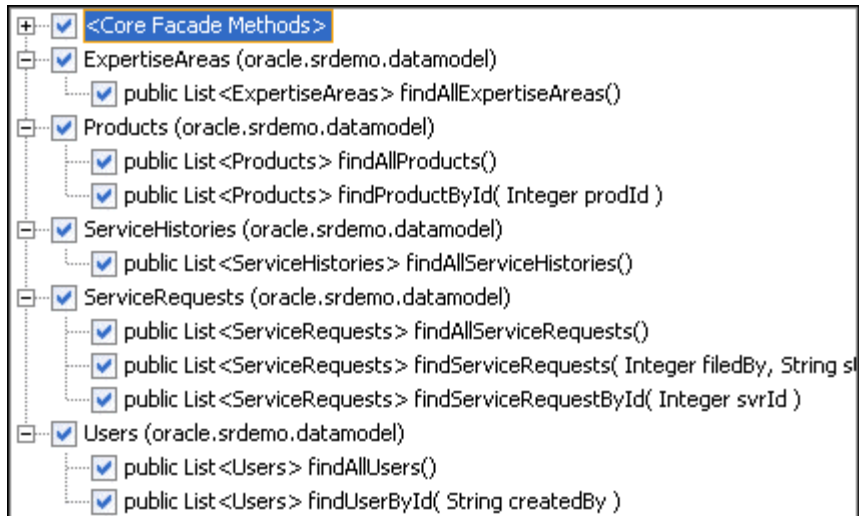 <Core Facade Methods>
ExpertiseAreas (oracle.srdemo.datamodel)
public List<ExpertiseAreas> findAllExpertiseAreas()
Products (oracle.srdemo.datamodel)
public List<Products> findAllProducts()
public List<Products> findProductById( Integer prodId )
ServiceHistories (oracle.srdemo.datamodel)
public List<ServiceHistories> findAllServiceHistories()
ServiceRequests (oracle.srdemo.datamodel)
public List<ServiceRequests> findAllServiceRequests()
public List<ServiceRequests> findServiceRequests( Integer filedBy, String
public List<ServiceRequests> findServiceRequestById( Integer svrId )
Users (oracle.srdemo.datamodel)
public List<Users> findAllUsers()
public List<Users> findUserById( String createdBy )